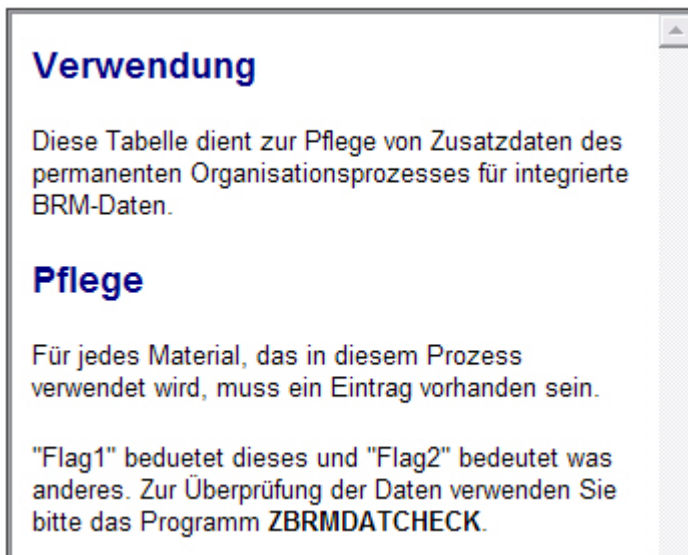 Verwendung
Diese Tabelle dient zur Pflege von Zusatzdaten des
permanenten Organisationsprozesses für integrierte
BRM-Daten.
Pflege
Für jedes Material, das in diesem Prozess
verwendet wird, muss ein Eintrag vorhanden sein.
"Flag1" beduetet dieses und "Flag2" bedeutet was
anderes. Zur Überprüfung der Daten verwenden Sie
bitte das Programm ZBRMDATCHECK.